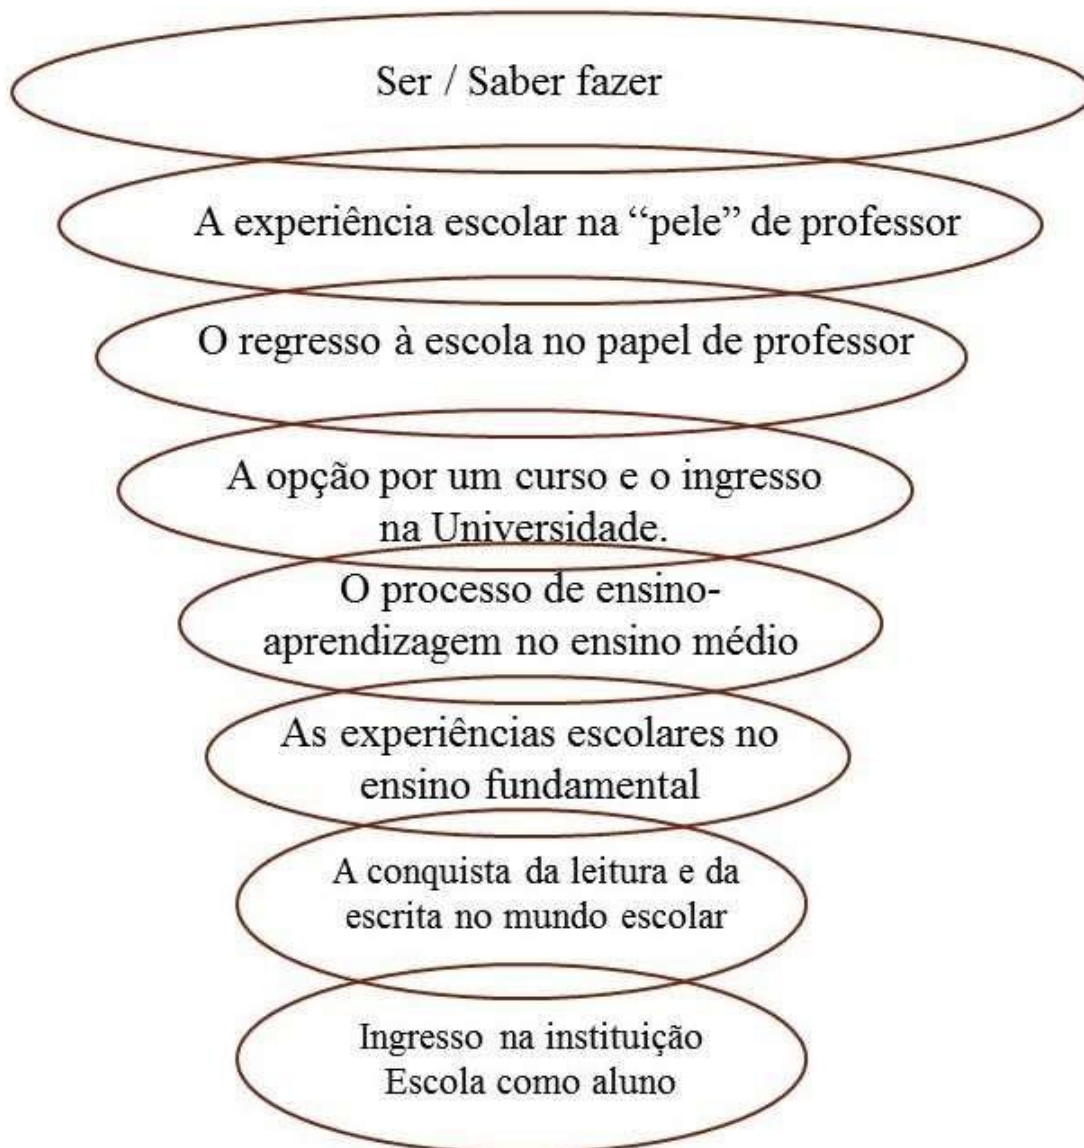 Ser / Saber fazer
A experiência escolar na “pele” de professor
O regresso à escola no papel de professor
A opção por um curso e o ingresso
na Universidade.
O processo de ensino-
aprendizagem no ensino médio
As experiências escolares no
ensino fundamental
A conquista da leitura e da
escrita no mundo escolar
Ingresso na instituição
Escola como aluno